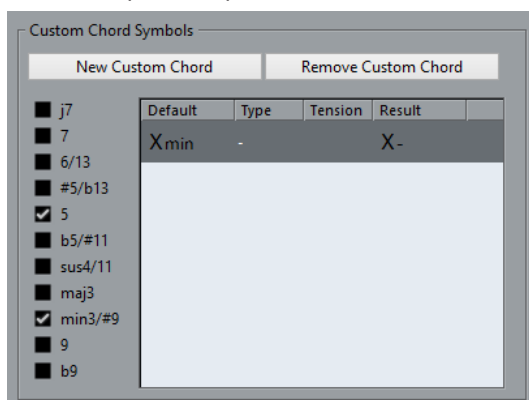 Custom Chord Symbols
New Custom Chord Remove Custom Chord
j7
7
6/13
#5/b13
5
b5/#11
sus4/11
maj3
min3/#9
9
b9
Default Type Tension Result
Xmin - X-